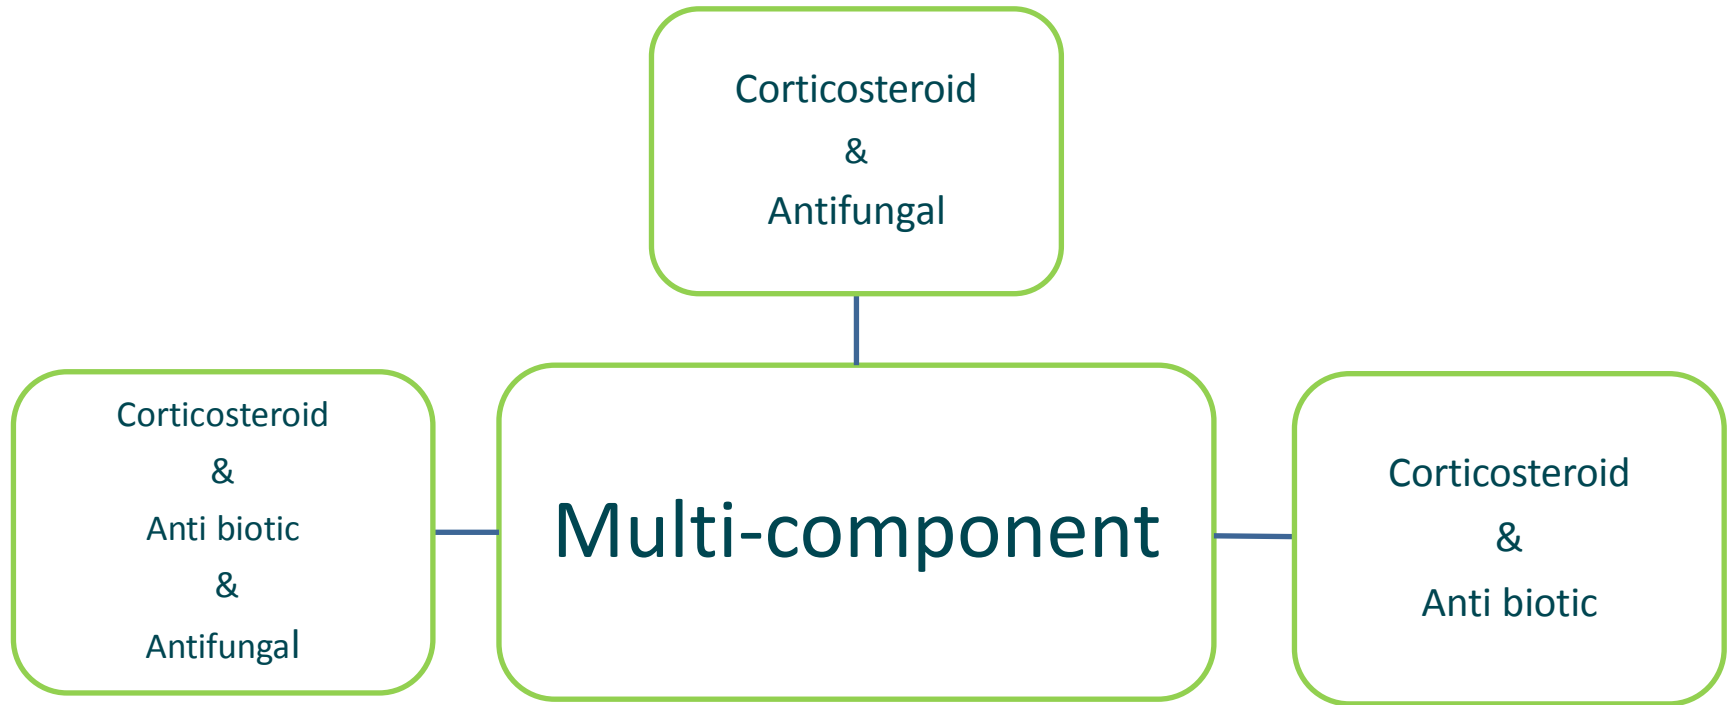 Corticosteroid
&
Antifungal
Corticosteroid
&
Anti biotic
&
Antifungal
Multi-component
Corticosteroid
&
Anti biotic